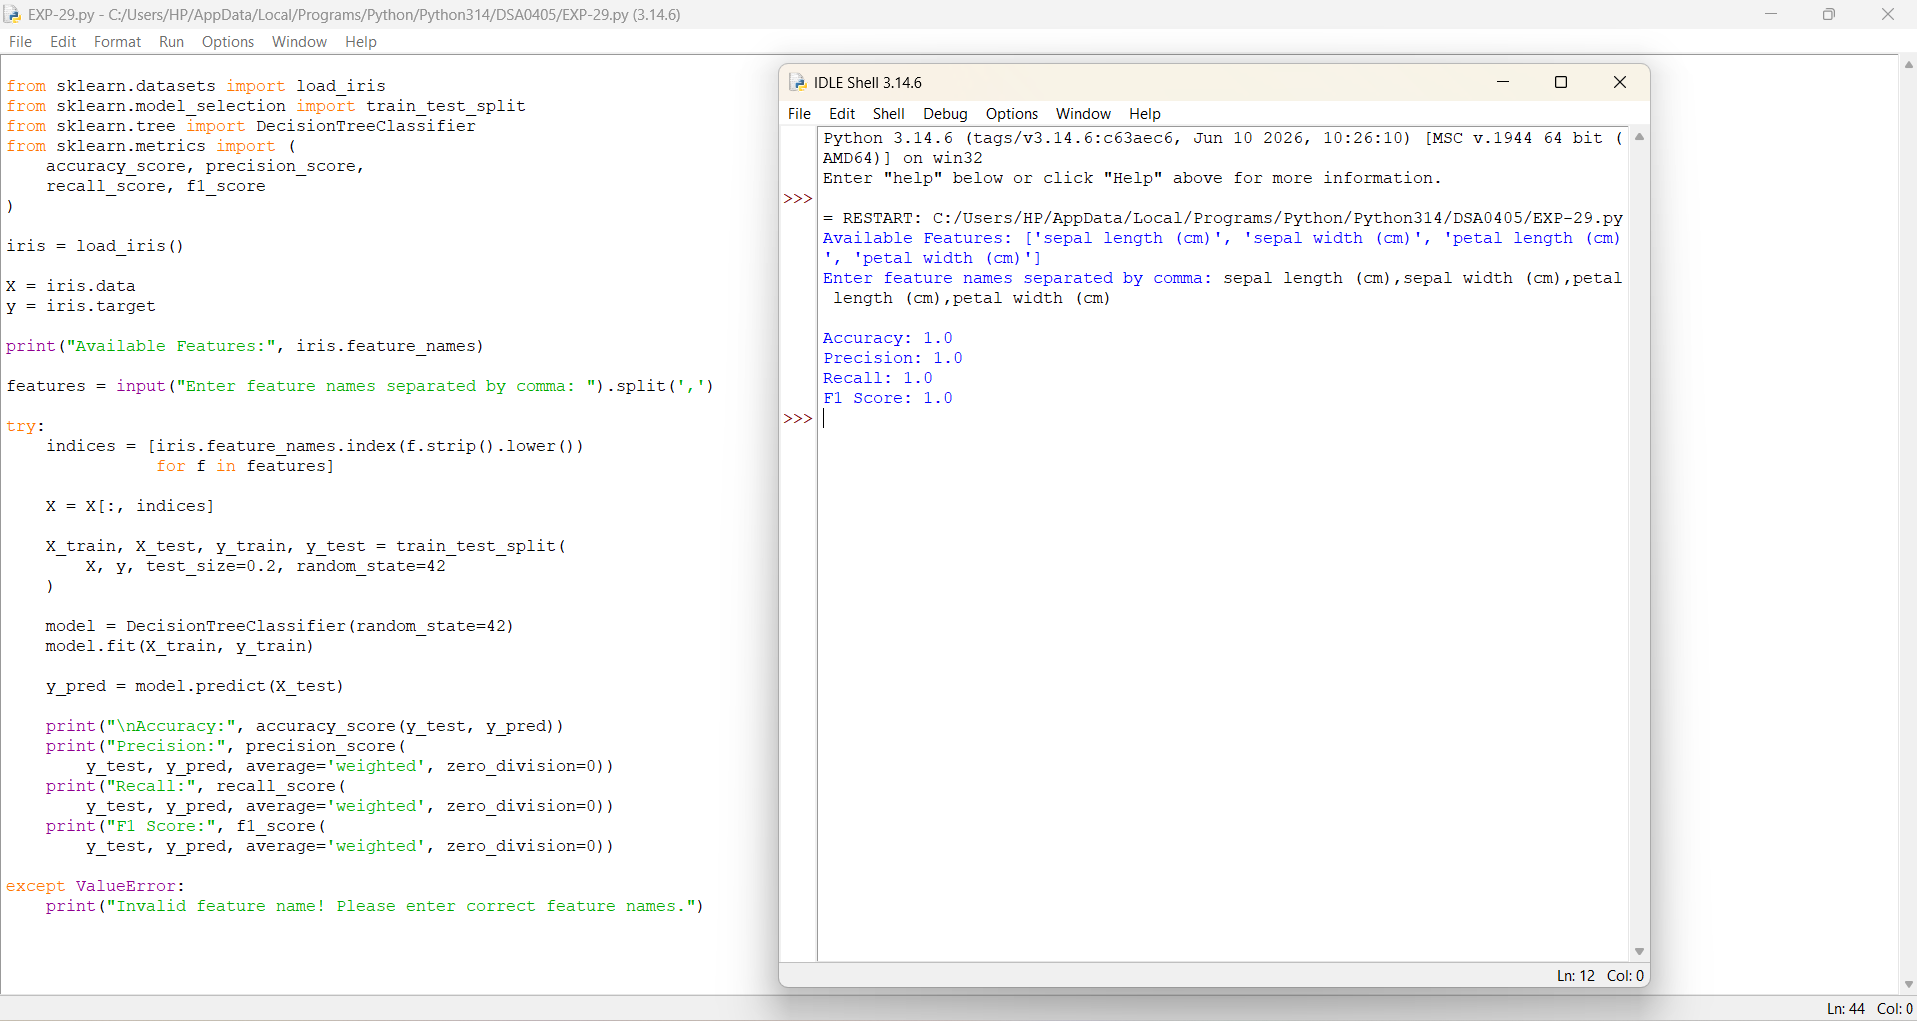 EXP-29.py - C:/Users/HP/AppData/Local/Programs/Python/Python314/DSA0405/EXP-29.py (3.14.6)
File Edit Format Run Options Window Help
from sklearn.datasets import load_iris
from sklearn.model_selection import train_test_split
from sklearn.tree import DecisionTreeClassifier
from sklearn.metrics import (
    accuracy_score, precision_score,
    recall_score, f1_score
)
iris = load_iris()
X = iris.data
y = iris.target
print("Available Features:", iris.feature_names)
features = input("Enter feature names separated by comma: ").split(',')
try:
    indices = [iris.feature_names.index(f.strip().lower())
               for f in features]
    X = X[:, indices]
    X_train, X_test, y_train, y_test = train_test_split(
        X, y, test_size=0.2, random_state=42
    )
    model = DecisionTreeClassifier(random_state=42)
    model.fit(X_train, y_train)
    y_pred = model.predict(X_test)
    print("\nAccuracy:", accuracy_score(y_test, y_pred))
    print("Precision:", precision_score(
        y_test, y_pred, average='weighted', zero_division=0))
    print("Recall:", recall_score(
        y_test, y_pred, average='weighted', zero_division=0))
    print("F1 Score:", f1_score(
        y_test, y_pred, average='weighted', zero_division=0))
except ValueError:
    print("Invalid feature name! Please enter correct feature names.")
Ln: 44 Col: 0
IDLE Shell 3.14.6
File Edit Shell Debug Options Window Help
Python 3.14.6 (tags/v3.14.6:c63aec6, Jun 10 2026, 10:26:10) [MSC v.1944 64 bit (
AMD64)] on win32
Enter "help" below or click "Help" above for more information.
>>>
= RESTART: C:/Users/HP/AppData/Local/Programs/Python/Python314/DSA0405/EXP-29.py
Available Features: ['sepal length (cm)', 'sepal width (cm)', 'petal length (cm)
', 'petal width (cm)']
Enter feature names separated by comma: sepal length (cm),sepal width (cm),petal
 length (cm),petal width (cm)
Accuracy: 1.0
Precision: 1.0
Recall: 1.0
F1 Score: 1.0
>>>
Ln: 12 Col: 0